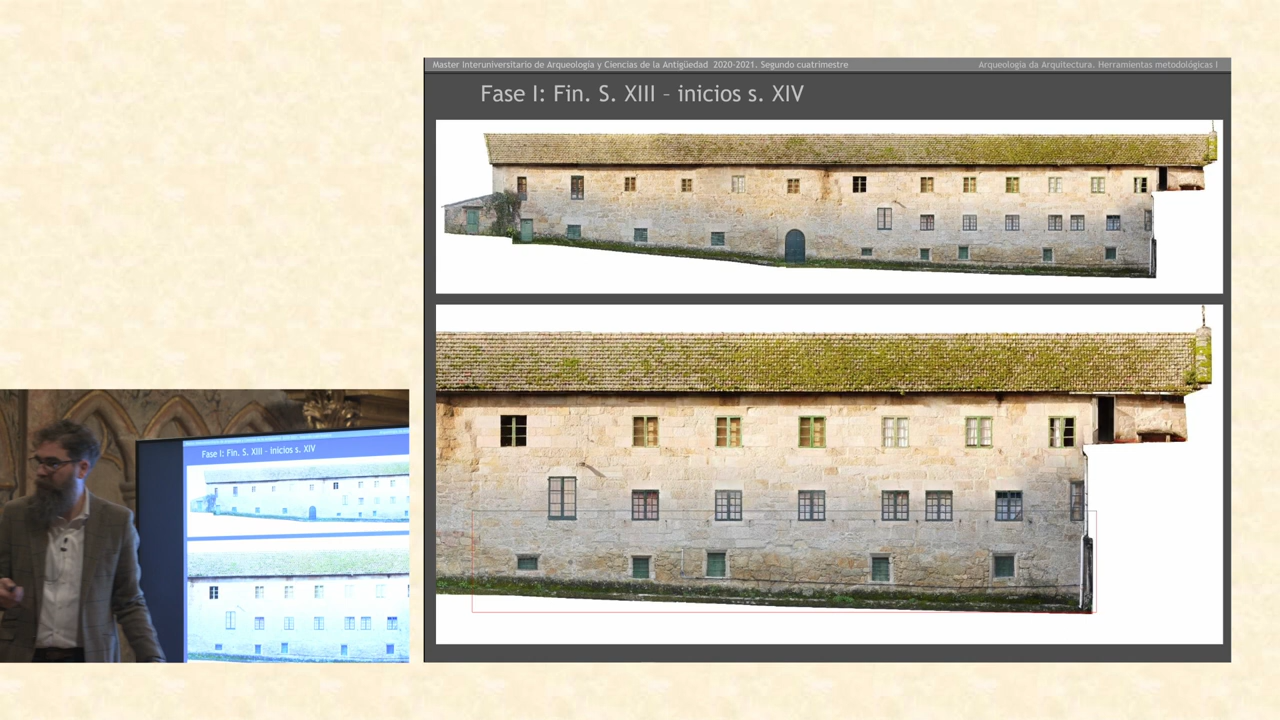 Master Interuniversitario de Arqueología y Ciencias de la Antigüedad 2020-2021. Segundo cuatrimestre
Arqueología da Arquitectura. Herramientas metodológicas I
Fase I: Fin. S. XIII – inicios s. XIV
Fase I: Fin. S. XIII – inicios s. XIV